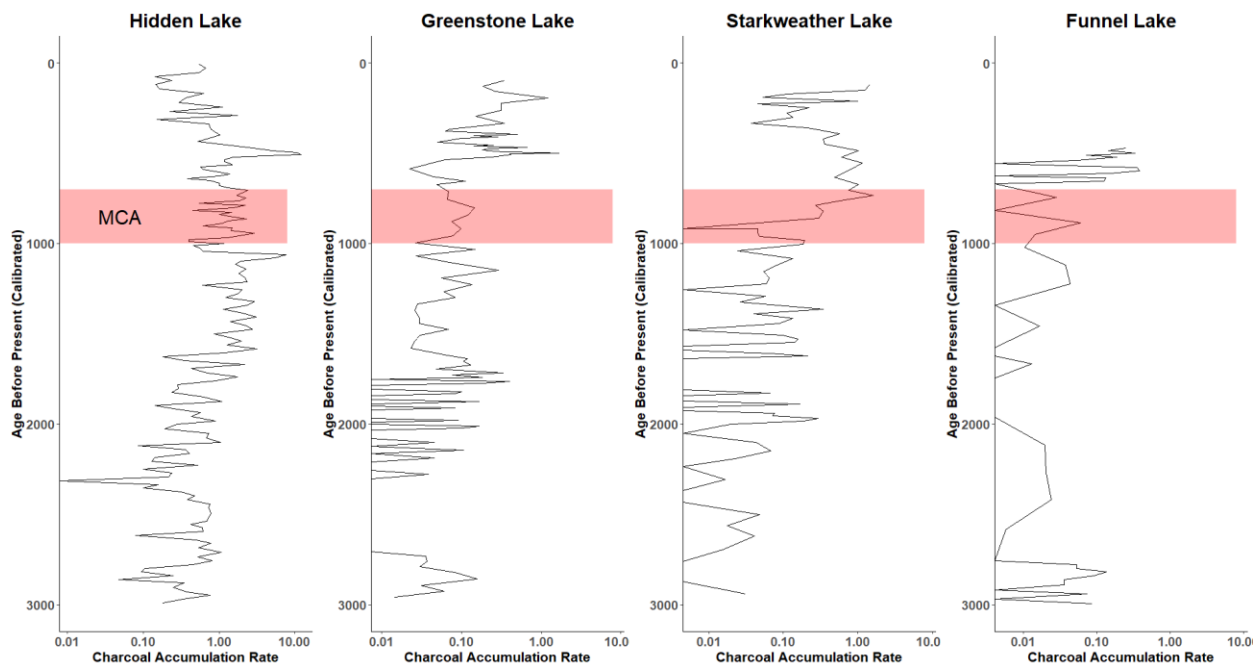 Hidden Lake
Greenstone Lake
Starkweather Lake
Funnel Lake
Age Before Present (Calibrated)
0
1000
2000
3000
MCA
0.01
0.10
1.00
10.00
Charcoal Accumulation Rate
Age Before Present (Calibrated)
0
1000
2000
3000
0.01
0.10
1.00
10.0
Charcoal Accumulation Rate
Age Before Present (Calibrated)
0
1000
2000
3000
0.01
0.10
1.00
10.0
Charcoal Accumulation Rate
Age Before Present (Calibrated)
0
1000
2000
3000
0.01
0.10
1.00
10.0
Charcoal Accumulation Rate